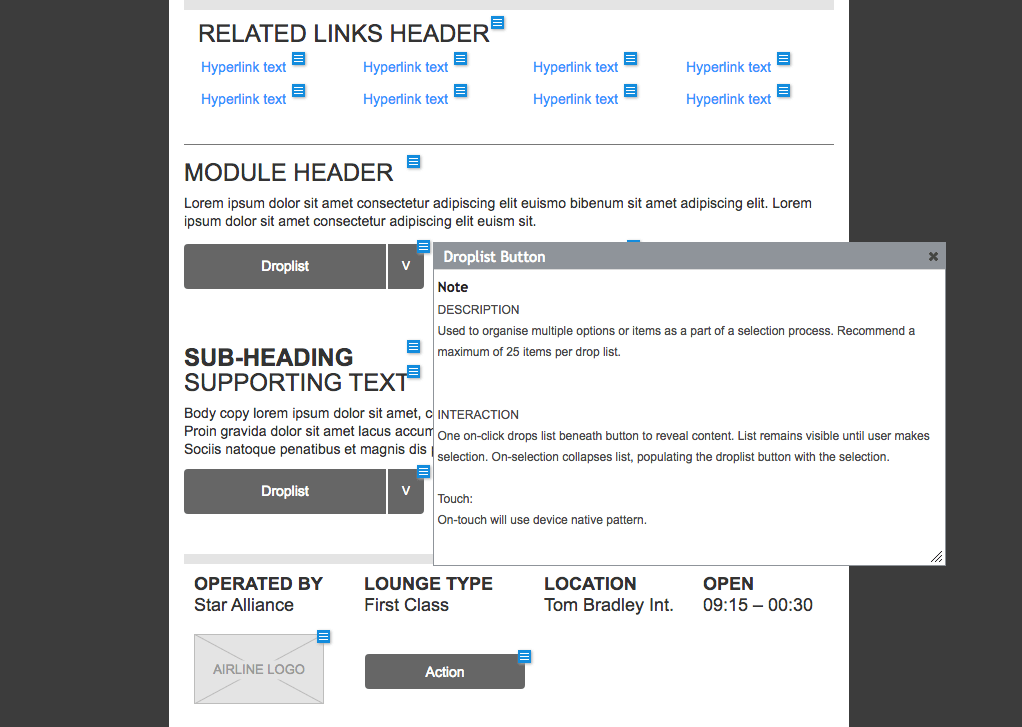 RELATED LINKS HEADER
Hyperlink text Hyperlink text Hyperlink text Hyperlink text
Hyperlink text Hyperlink text Hyperlink text Hyperlink text
MODULE HEADER
Lorem ipsum dolor sit amet consectetur adipiscing elit euismo bibenum sit amet adipiscing elit. Lorem
ipsum dolor sit amet consectetur adipiscing elit euism sit.
Droplist V
Droplist Button
Note
DESCRIPTION
Used to organise multiple options or items as a part of a selection process. Recommend a
maximum of 25 items per drop list.
INTERACTION
One on-click drops list beneath button to reveal content. List remains visible until user makes
selection. On-selection collapses list, populating the droplist button with the selection.
Touch:
On-touch will use device native pattern.
SUB-HEADING
SUPPORTING TEXT
Body copy lorem ipsum dolor sit amet, c
Proin gravida dolor sit amet lacus accum
Sociis natoque penatibus et magnis dis
Droplist V
OPERATED BY LOUNGE TYPE LOCATION OPEN
Star Alliance First Class Tom Bradley Int. 09:15 – 00:30
AIRLINE LOGO
Action